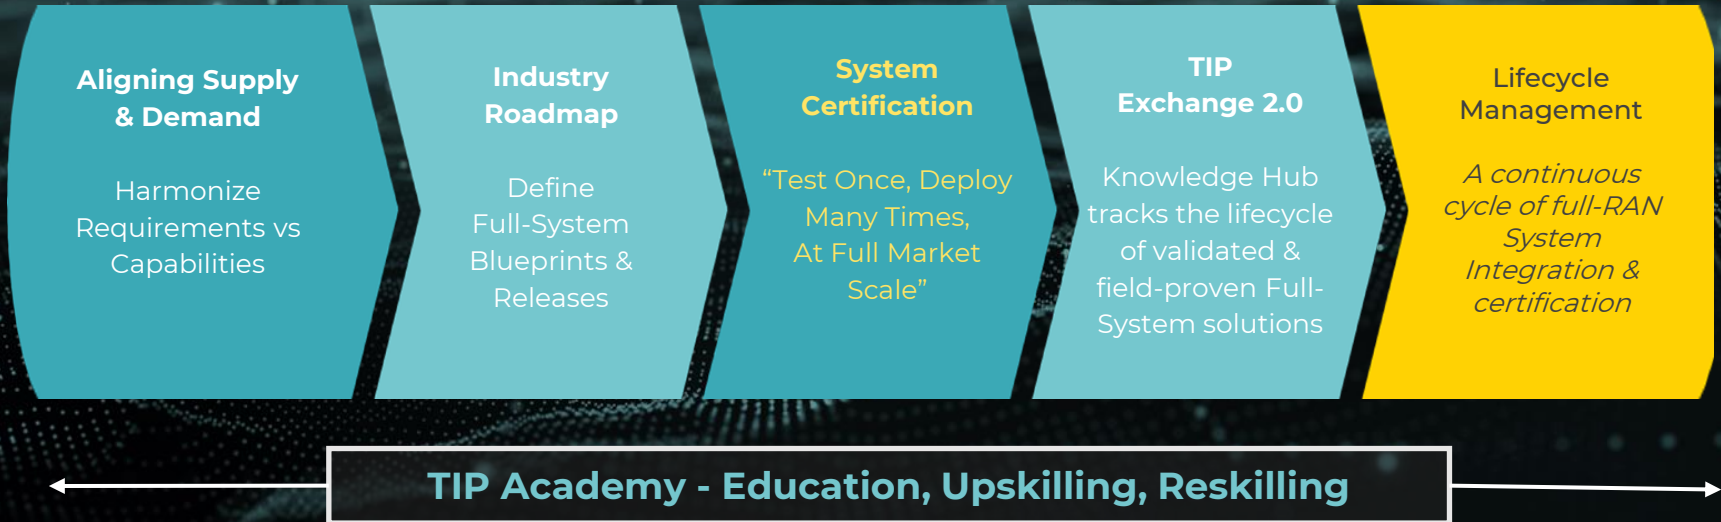 Aligning Supply
& Demand
Harmonize
Requirements vs
Capabilities
Industry
Roadmap
Define
Full-System
Blueprints &
Releases
System
Certification
“Test Once, Deploy
Many Times,
At Full Market
Scale”
TIP
Exchange 2.0
Knowledge Hub
tracks the lifecycle
of validated &
field-proven Full-
System solutions
Lifecycle
Management
A continuous
cycle of full-RAN
System
Integration &
certification
TIP Academy - Education, Upskilling, Reskilling